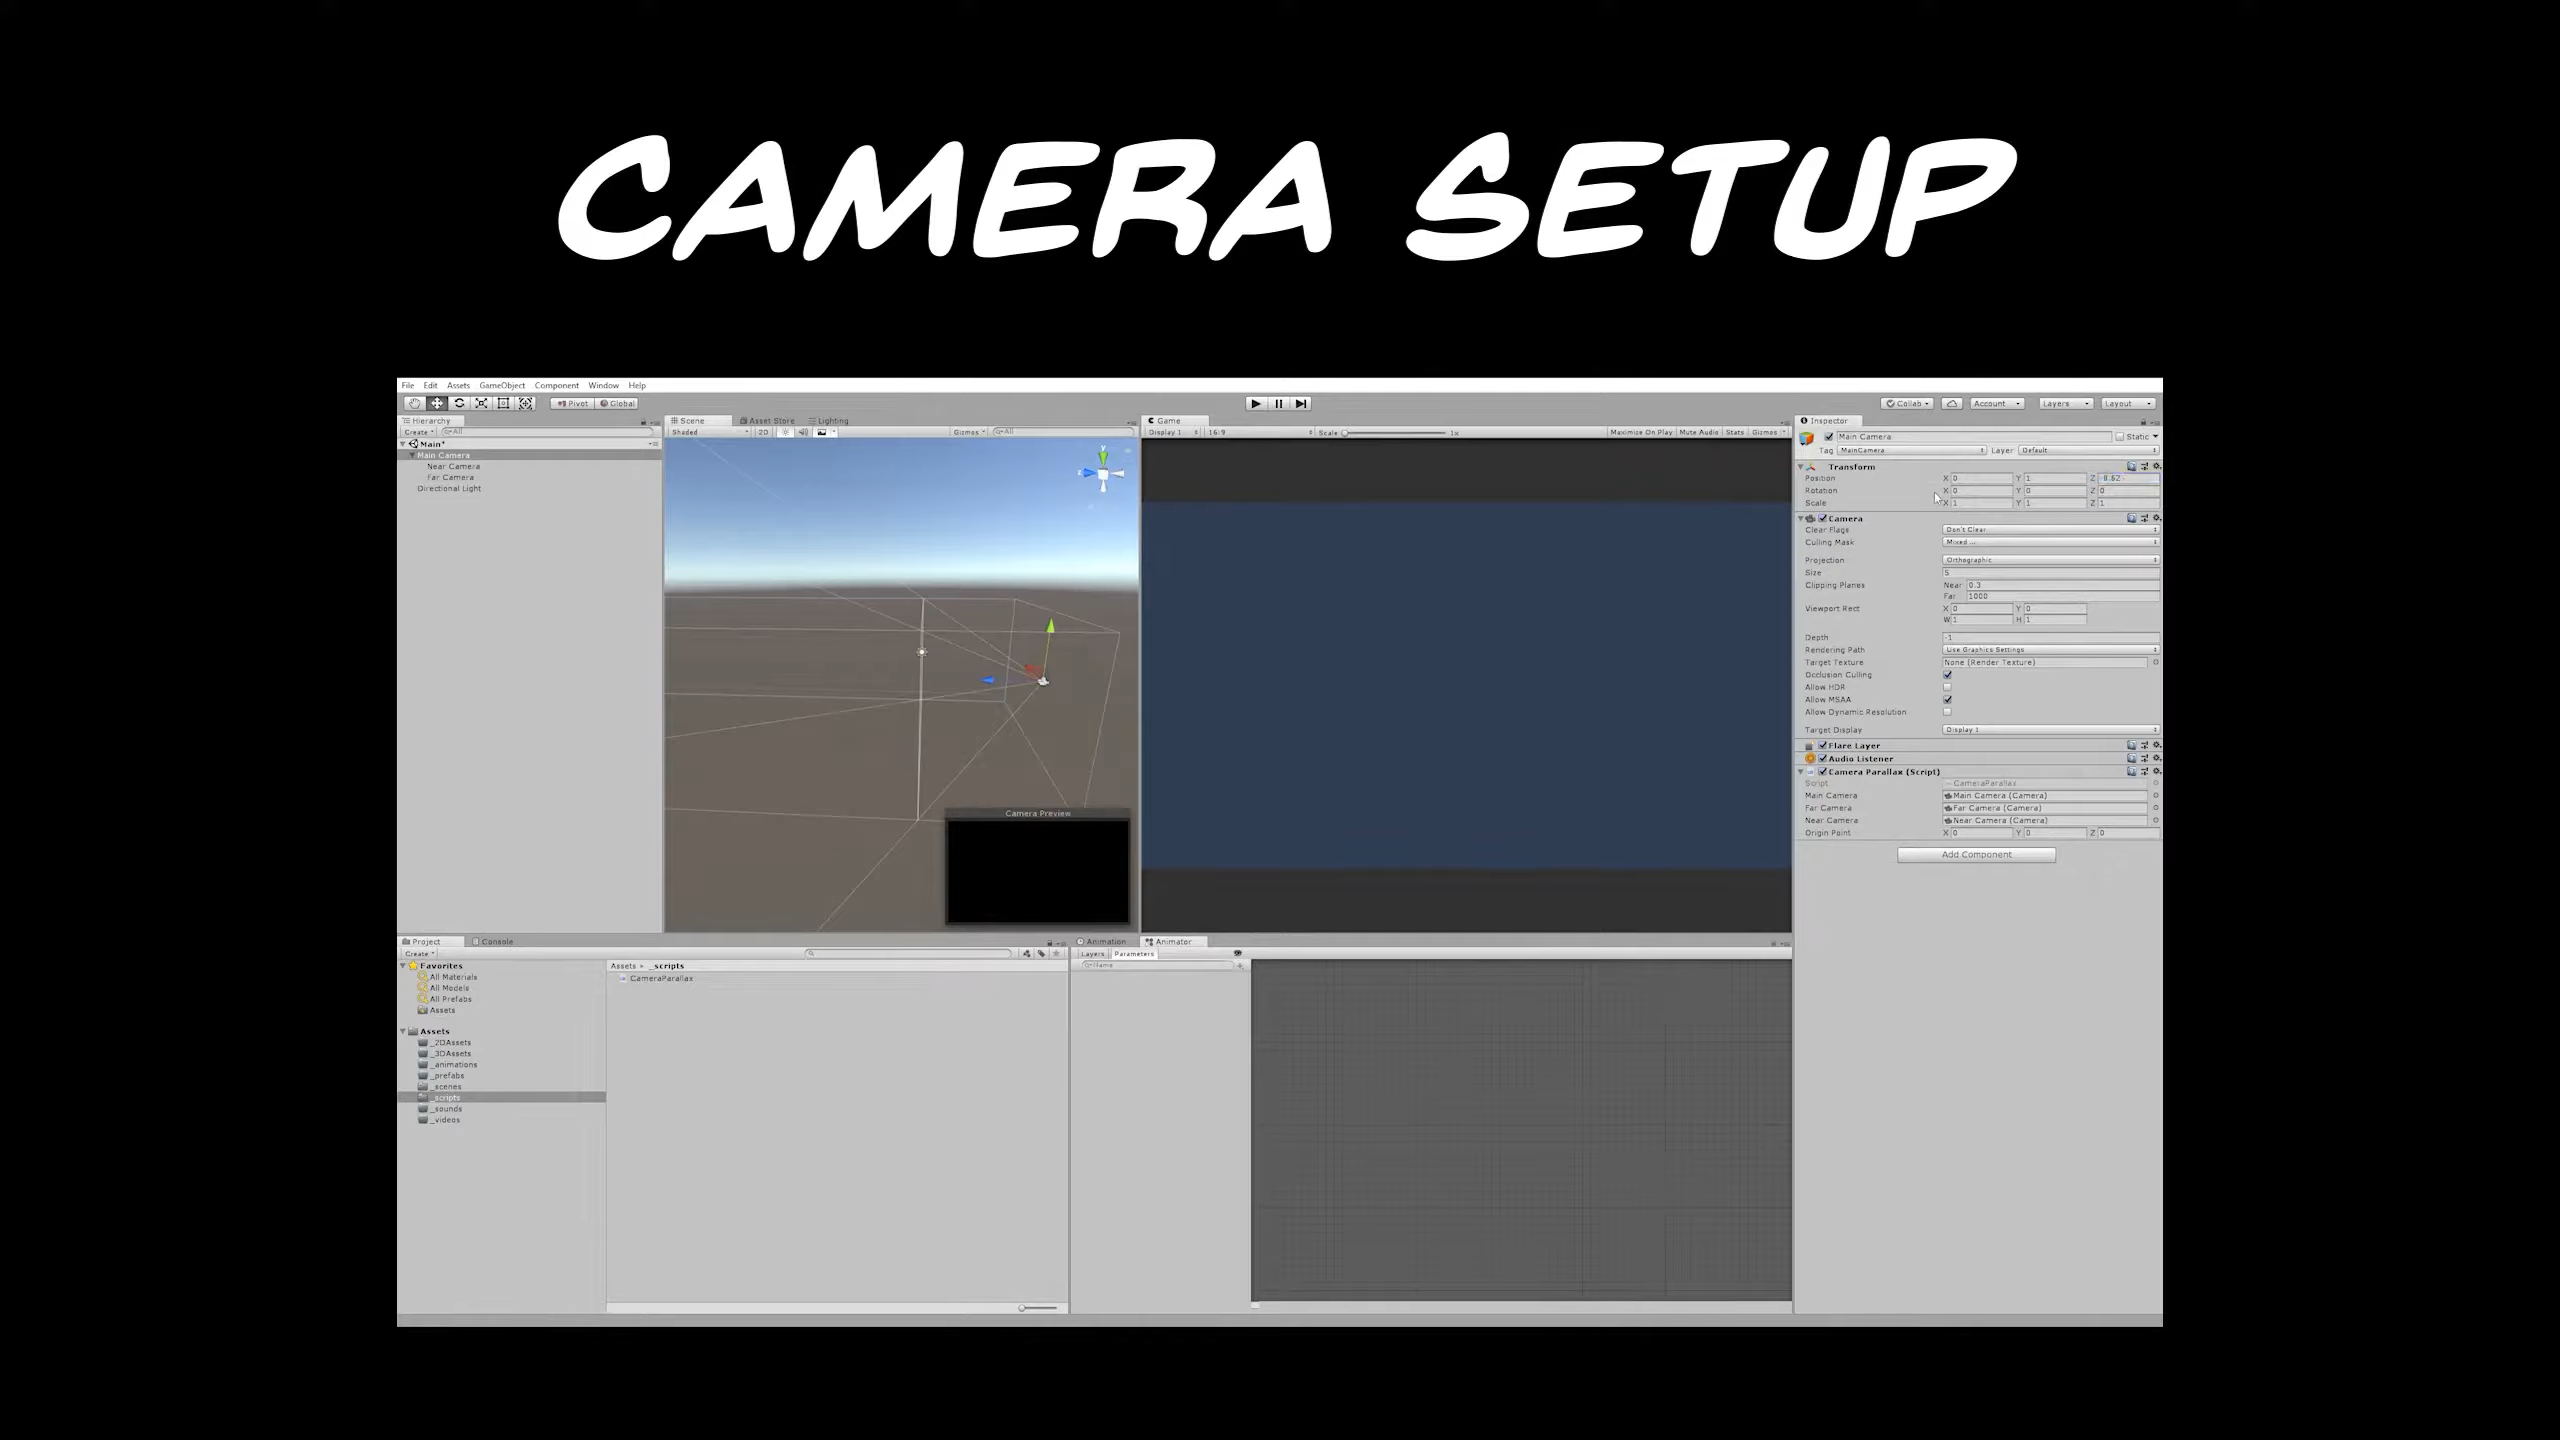 CAMERA SETUP
File Edit Assets GameObject Component Window Help
Pivot Global
Collab Account Layers Layout
Hierarchy
Create All
Main*
Main Camera
Near Camera
Far Camera
Directional Light
Scene Asset Store Lighting
Shaded 2D Gizmos All
y
z
Camera Preview
Game
Display 1 16:9 Scale 1x Maximize On Play Mute Audio Stats Gizmos
Inspector
Main Camera Static
Tag MainCamera Layer Default
Transform
Position X 0 Y 1 Z -8.62
Rotation X 0 Y 0 Z 0
Scale X 1 Y 1 Z 1
Camera
Clear Flags Don't Clear
Culling Mask Mixed ...
Projection Orthographic
Size 5
Clipping Planes Near 0.3
Far 1000
Viewport Rect X 0 Y 0
W 1 H 1
Depth -1
Rendering Path Use Graphics Settings
Target Texture None (Render Texture)
Occlusion Culling
Allow HDR
Allow MSAA
Allow Dynamic Resolution
Target Display Display 1
Flare Layer
Audio Listener
Camera Parallax (Script)
Script CameraParallax
Main Camera Main Camera (Camera)
Far Camera Far Camera (Camera)
Near Camera Near Camera (Camera)
Origin Point X 0 Y 0 Z 0
Add Component
Project Console
Create
Favorites
All Materials
All Models
All Prefabs
Assets
Assets
_2DAssets
_3DAssets
_animations
_prefabs
_scenes
_scripts
_sounds
_videos
Assets _scripts
CameraParallax
Animation Animator
Layers Parameters
Name